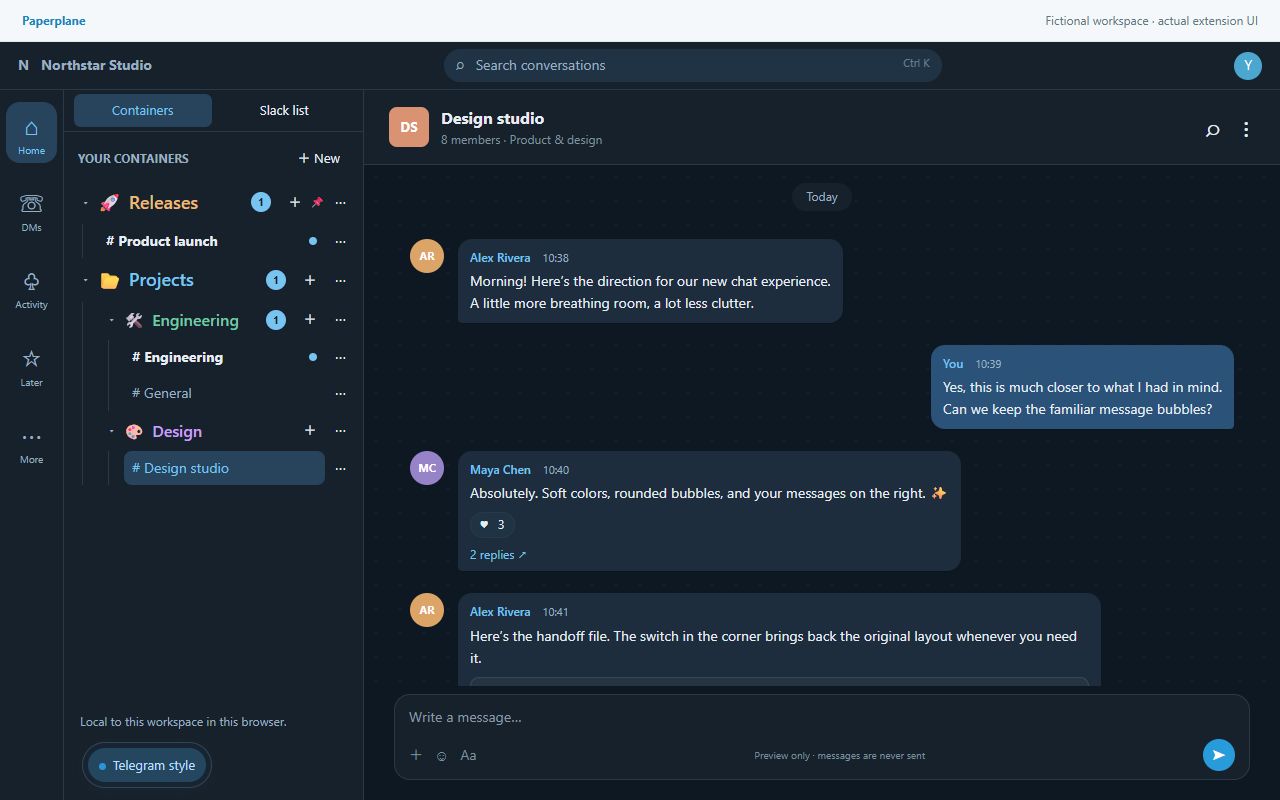 Paperplane
Fictional workspace · actual extension UI
N Northstar Studio
Search conversations
Ctrl K
Y
Home
DMs
Activity
Later
More
Containers
Slack list
YOUR CONTAINERS
+ New
Releases 1
# Product launch
Projects 1
Engineering 1
# Engineering
# General
Design
# Design studio
Local to this workspace in this browser.
Telegram style
DS
Design studio
8 members · Product & design
Today
AR
Alex Rivera 10:38
Morning! Here’s the direction for our new chat experience.
A little more breathing room, a lot less clutter.
You 10:39
Yes, this is much closer to what I had in mind.
Can we keep the familiar message bubbles?
MC
Maya Chen 10:40
Absolutely. Soft colors, rounded bubbles, and your messages on the right. ✨
♥ 3
2 replies ↗
AR
Alex Rivera 10:41
Here’s the handoff file. The switch in the corner brings back the original layout whenever you need
it.
Write a message...
Aa
Preview only · messages are never sent